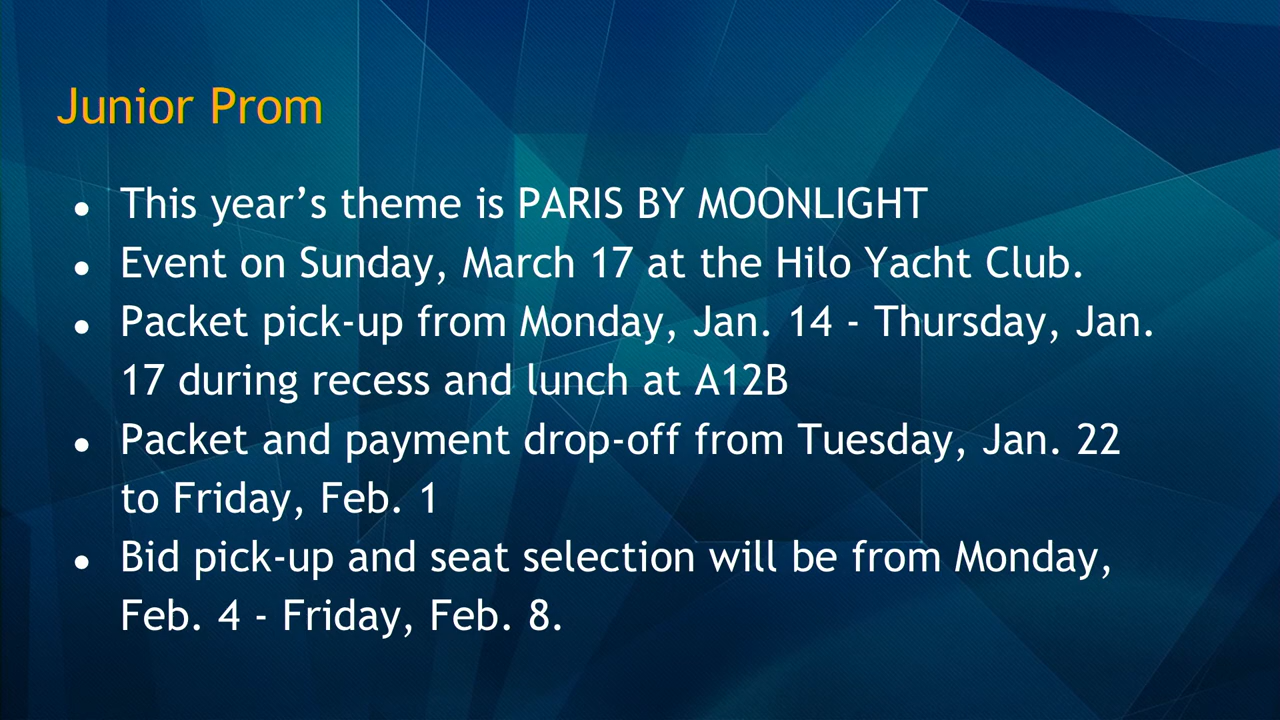 Junior Prom
● This year’s theme is PARIS BY MOONLIGHT
● Event on Sunday, March 17 at the Hilo Yacht Club.
● Packet pick-up from Monday, Jan. 14 - Thursday, Jan.
17 during recess and lunch at A12B
● Packet and payment drop-off from Tuesday, Jan. 22
to Friday, Feb. 1
● Bid pick-up and seat selection will be from Monday,
Feb. 4 - Friday, Feb. 8.